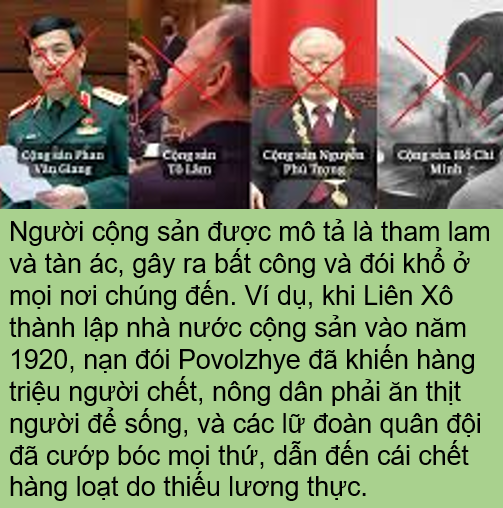 Cộng sản Phan
Văn Giang
Cộng sản
Tô Lâm
Cộng sản Nguyễn
Phú Trọng
Cộng sản Hồ Chí
Minh
Người cộng sản được mô tả là tham lam
và tàn ác, gây ra bất công và đói khổ ở
mọi nơi chúng đến. Ví dụ, khi Liên Xô
thành lập nhà nước cộng sản vào năm
1920, nạn đói Povolzhye đã khiến hàng
triệu người chết, nông dân phải ăn thịt
người để sống, và các lữ đoàn quân đội
đã cướp bóc mọi thứ, dẫn đến cái chết
hàng loạt do thiếu lương thực.